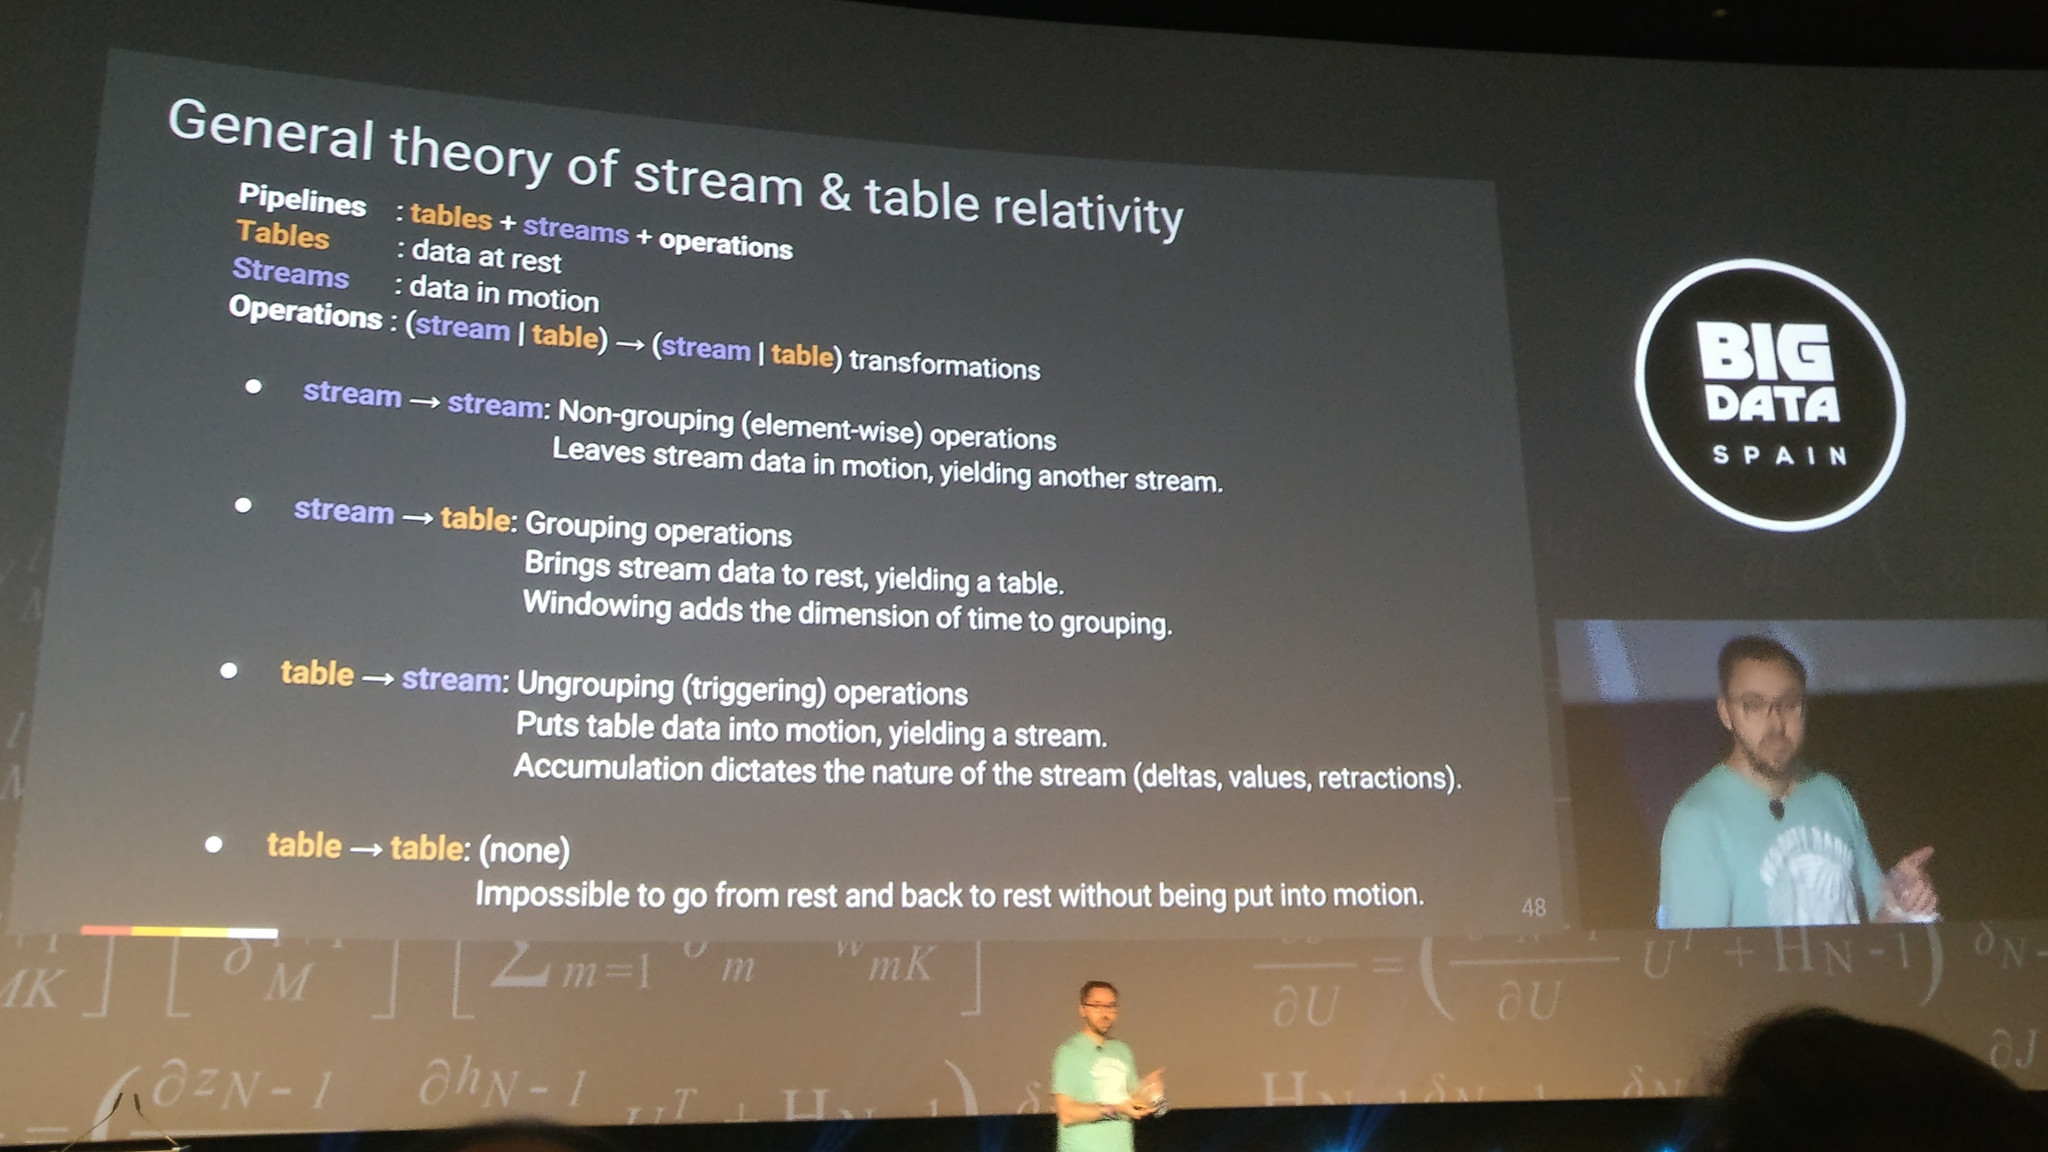 General theory of stream & table relativity
Pipelines : tables + streams + operations
Tables : data at rest
Streams : data in motion
Operations : (stream | table) → (stream | table) transformations
● stream → stream: Non-grouping (element-wise) operations
Leaves stream data in motion, yielding another stream.
● stream → table: Grouping operations
Brings stream data to rest, yielding a table.
Windowing adds the dimension of time to grouping.
● table → stream: Ungrouping (triggering) operations
Puts table data into motion, yielding a stream.
Accumulation dictates the nature of the stream (deltas, values, retractions).
● table → table: (none)
Impossible to go from rest and back to rest without being put into motion.
48
BIG
DATA
SPAIN